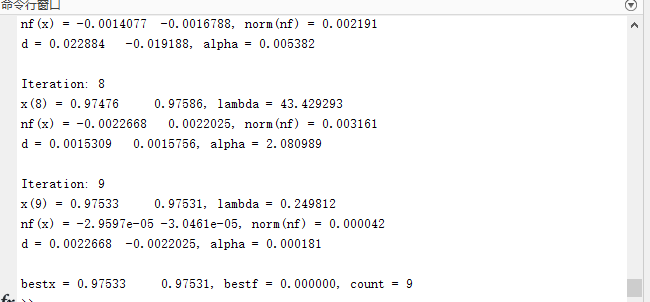 命令行窗口
nf(x) = -0.0014077  -0.0016788, norm(nf) = 0.002191
d = 0.022884   -0.019188, alpha = 0.005382
Iteration: 8
x(8) = 0.97476     0.97586, lambda = 43.429293
nf(x) = -0.0022668   0.0022025, norm(nf) = 0.003161
d = 0.0015309   0.0015756, alpha = 2.080989
Iteration: 9
x(9) = 0.97533     0.97531, lambda = 0.249812
nf(x) = -2.9597e-05 -3.0461e-05, norm(nf) = 0.000042
d = 0.0022668  -0.0022025, alpha = 0.000181
bestx = 0.97533     0.97531, bestf = 0.000000, count = 9
fx >>